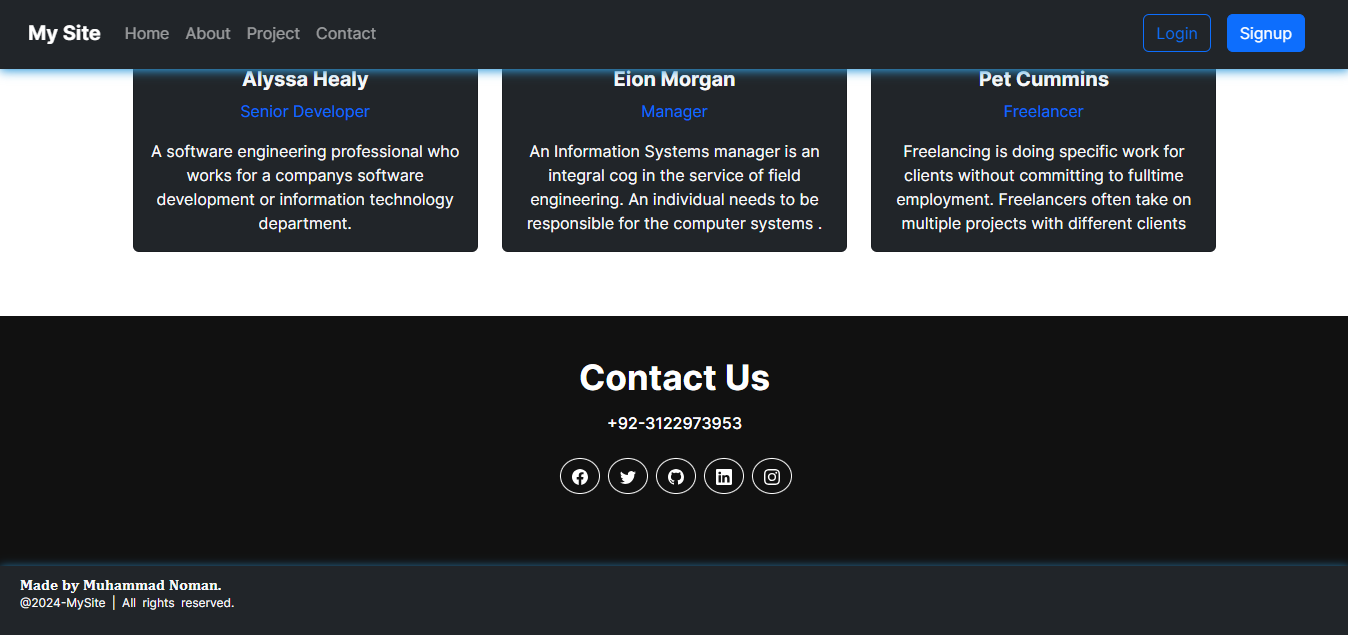 My Site Home About Project Contact Login Signup
Alyssa Healy
Senior Developer
A software engineering professional who
works for a companys software
development or information technology
department.
Eion Morgan
Manager
An Information Systems manager is an
integral cog in the service of field
engineering. An individual needs to be
responsible for the computer systems .
Pet Cummins
Freelancer
Freelancing is doing specific work for
clients without committing to fulltime
employment. Freelancers often take on
multiple projects with different clients
Contact Us
+92-3122973953
Made by Muhammad Noman.
@2024-MySite | All rights reserved.